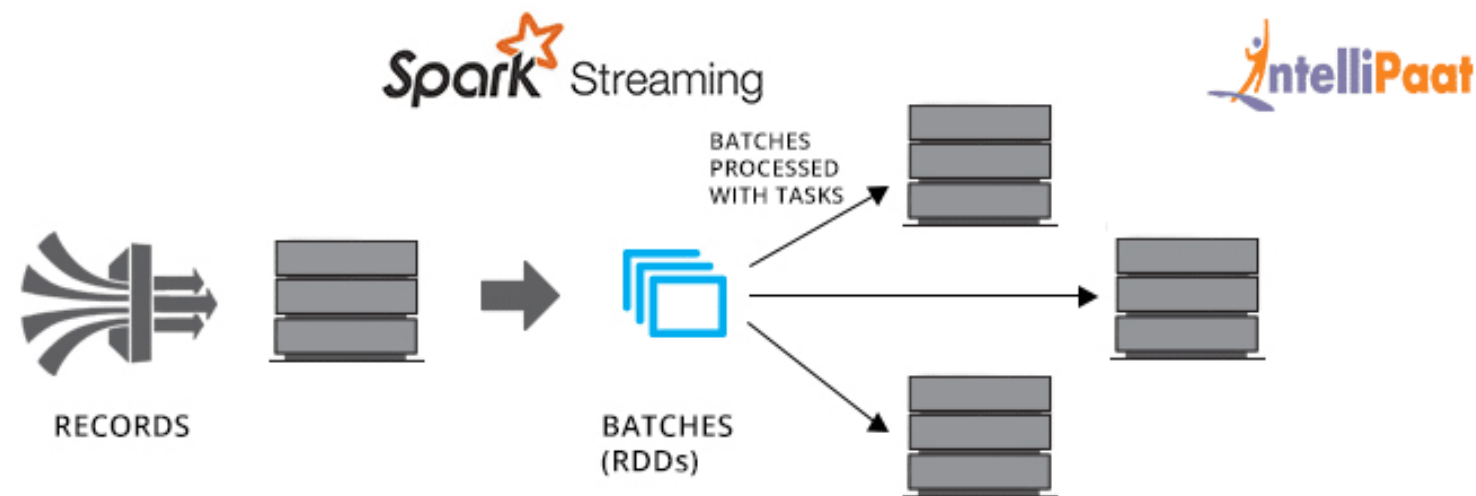 Spark Streaming
IntelliPaat
BATCHES
PROCESSED
WITH TASKS
RECORDS
BATCHES
(RDDs)